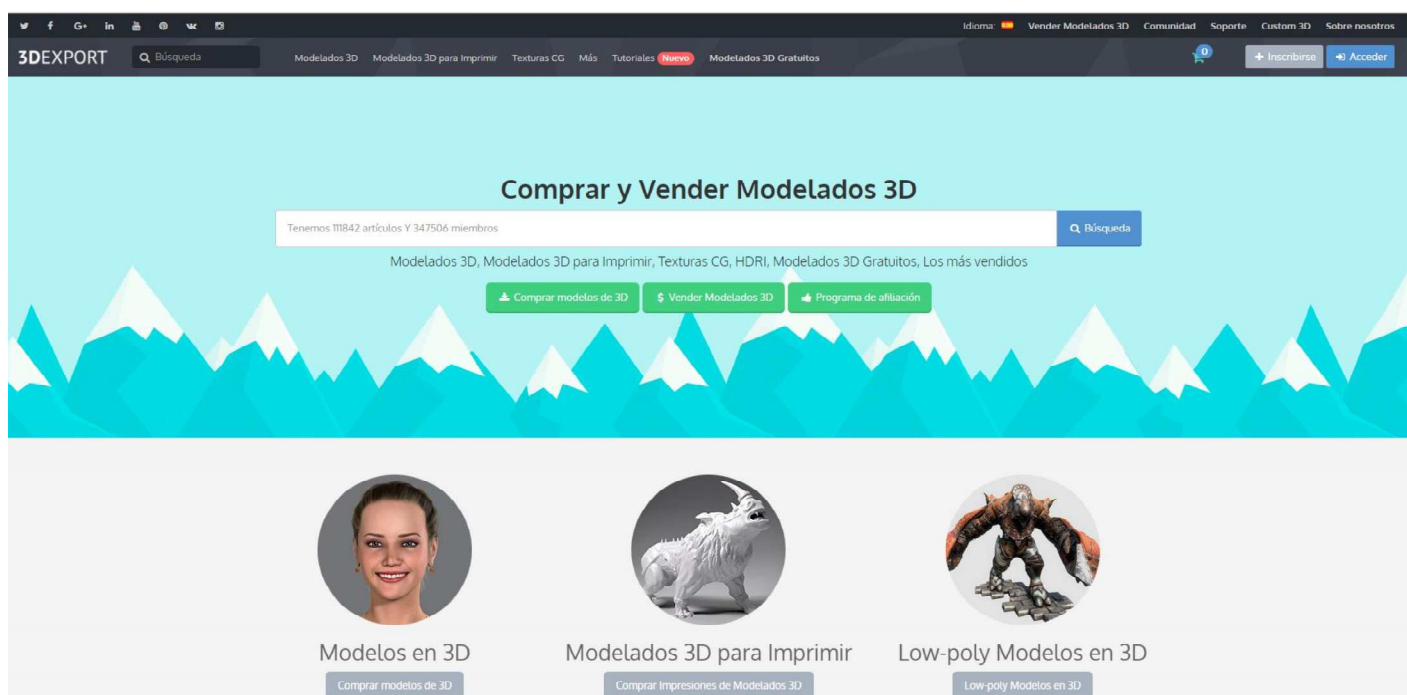 Idioma: Vender Modelados 3D Comunidad Soporte Custom 3D Sobre nosotros
3DEXPORT Búsqueda Modelados 3D Modelados 3D para Imprimir Texturas CG Más Tutoriales Nuevo Modelados 3D Gratuitos 0 + Inscribirse Acceder
Comprar y Vender Modelados 3D
Tenemos 111842 artículos Y 347506 miembros Búsqueda
Modelados 3D, Modelados 3D para Imprimir, Texturas CG, HDRI, Modelados 3D Gratuitos, Los más vendidos
Comprar modelos de 3D $ Vender Modelados 3D Programa de afiliación
Modelos en 3D Modelados 3D para Imprimir Low-poly Modelos en 3D
Comprar modelos de 3D Comprar Impresiones de Modelados 3D Low-poly Modelos en 3D